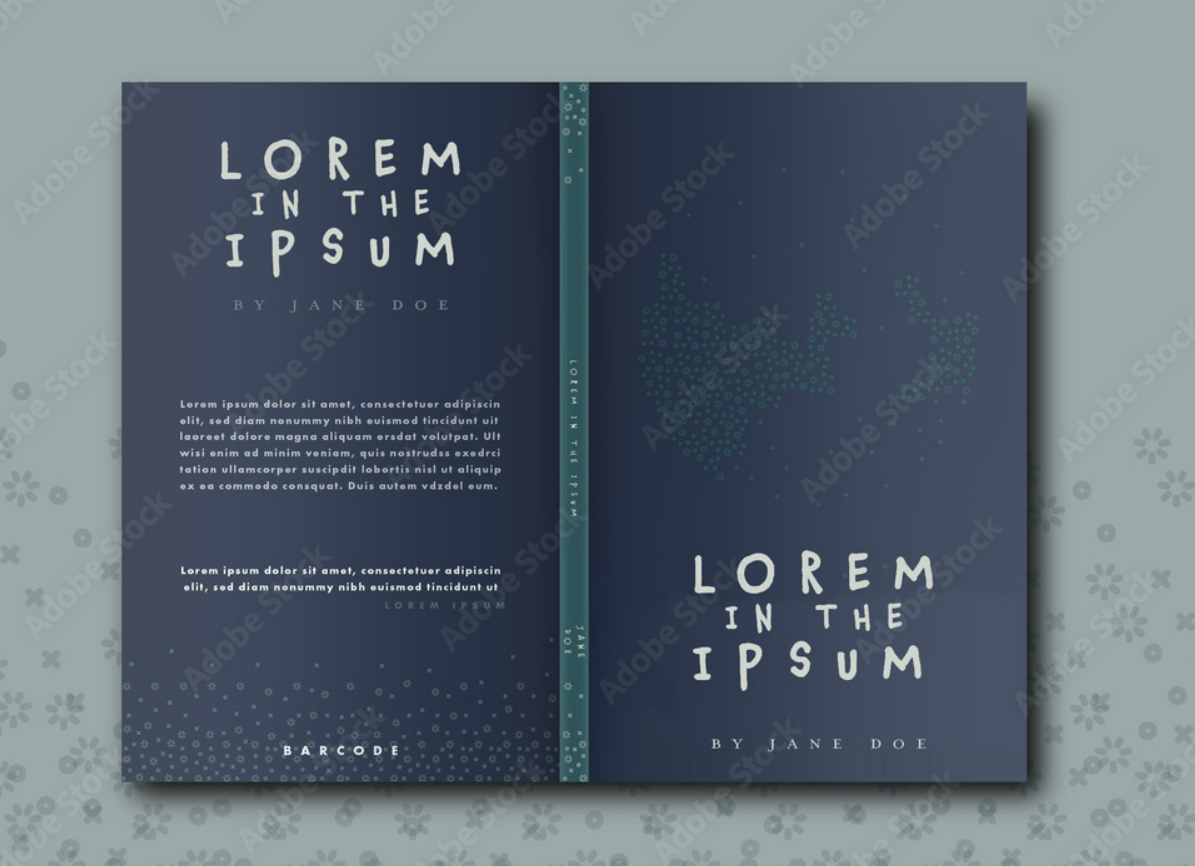 LOREM
IN THE
IPSUM
BY JANE DOE
Lorem ipsum dolor sit amet, consectetuer adipiscin
elit, sed diam nonummy nibh euismod tincidunt uit
laoreet dolore magna aliquam ersdat volutpat. Ult
wisi enim ad minim veniam, quis nostrudss exedrci
tation ullamcorper suscipdit lobortis nisl ut aliquip
ex ea commodo consquat. Duis autem vdzdel eum.
Lorem ipsum dolor sit amet, consectetuer adipiscin
elit, sed diam nonummy nibh euismod tincidunt ut
LOREM IPSUM
BARCODE
LOREM IN THE IPSUM
JANE
DOE
LOREM
IN THE
IPSUM
BY JANE DOE
Adobe Stock